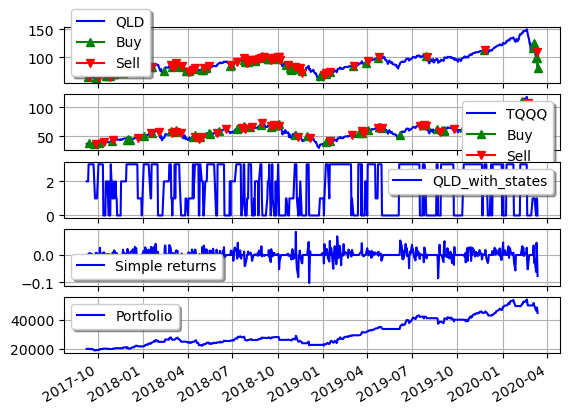 QLD
Buy
Sell
150
100
TQQQ
Buy
Sell
100
50
QLD_with_states
2
0
Simple returns
0.0
−0.1
Portfolio
40000
20000
2017-10
2018-01
2018-04
2018-07
2018-10
2019-01
2019-04
2019-07
2019-10
2020-01
2020-04